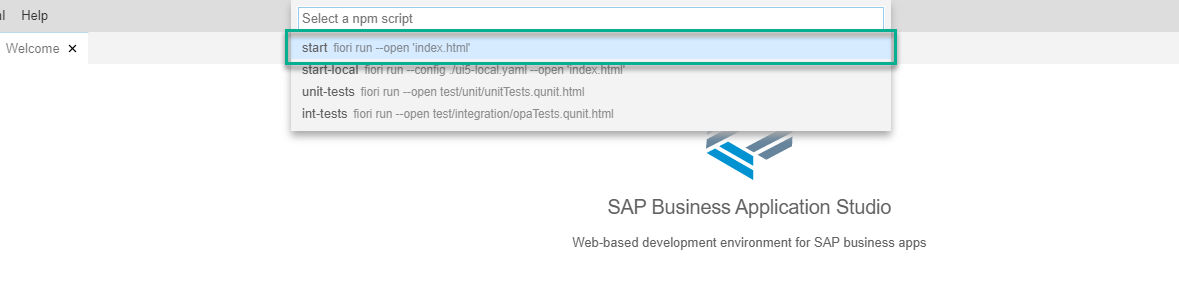 al Help
Select a npm script
Welcome ×
start fiori run --open 'index.html'
start-local fiori run --config ./ui5-local.yaml --open 'index.html'
unit-tests fiori run --open test/unit/unitTests.qunit.html
int-tests fiori run --open test/integration/opaTests.qunit.html
SAP Business Application Studio
Web-based development environment for SAP business apps